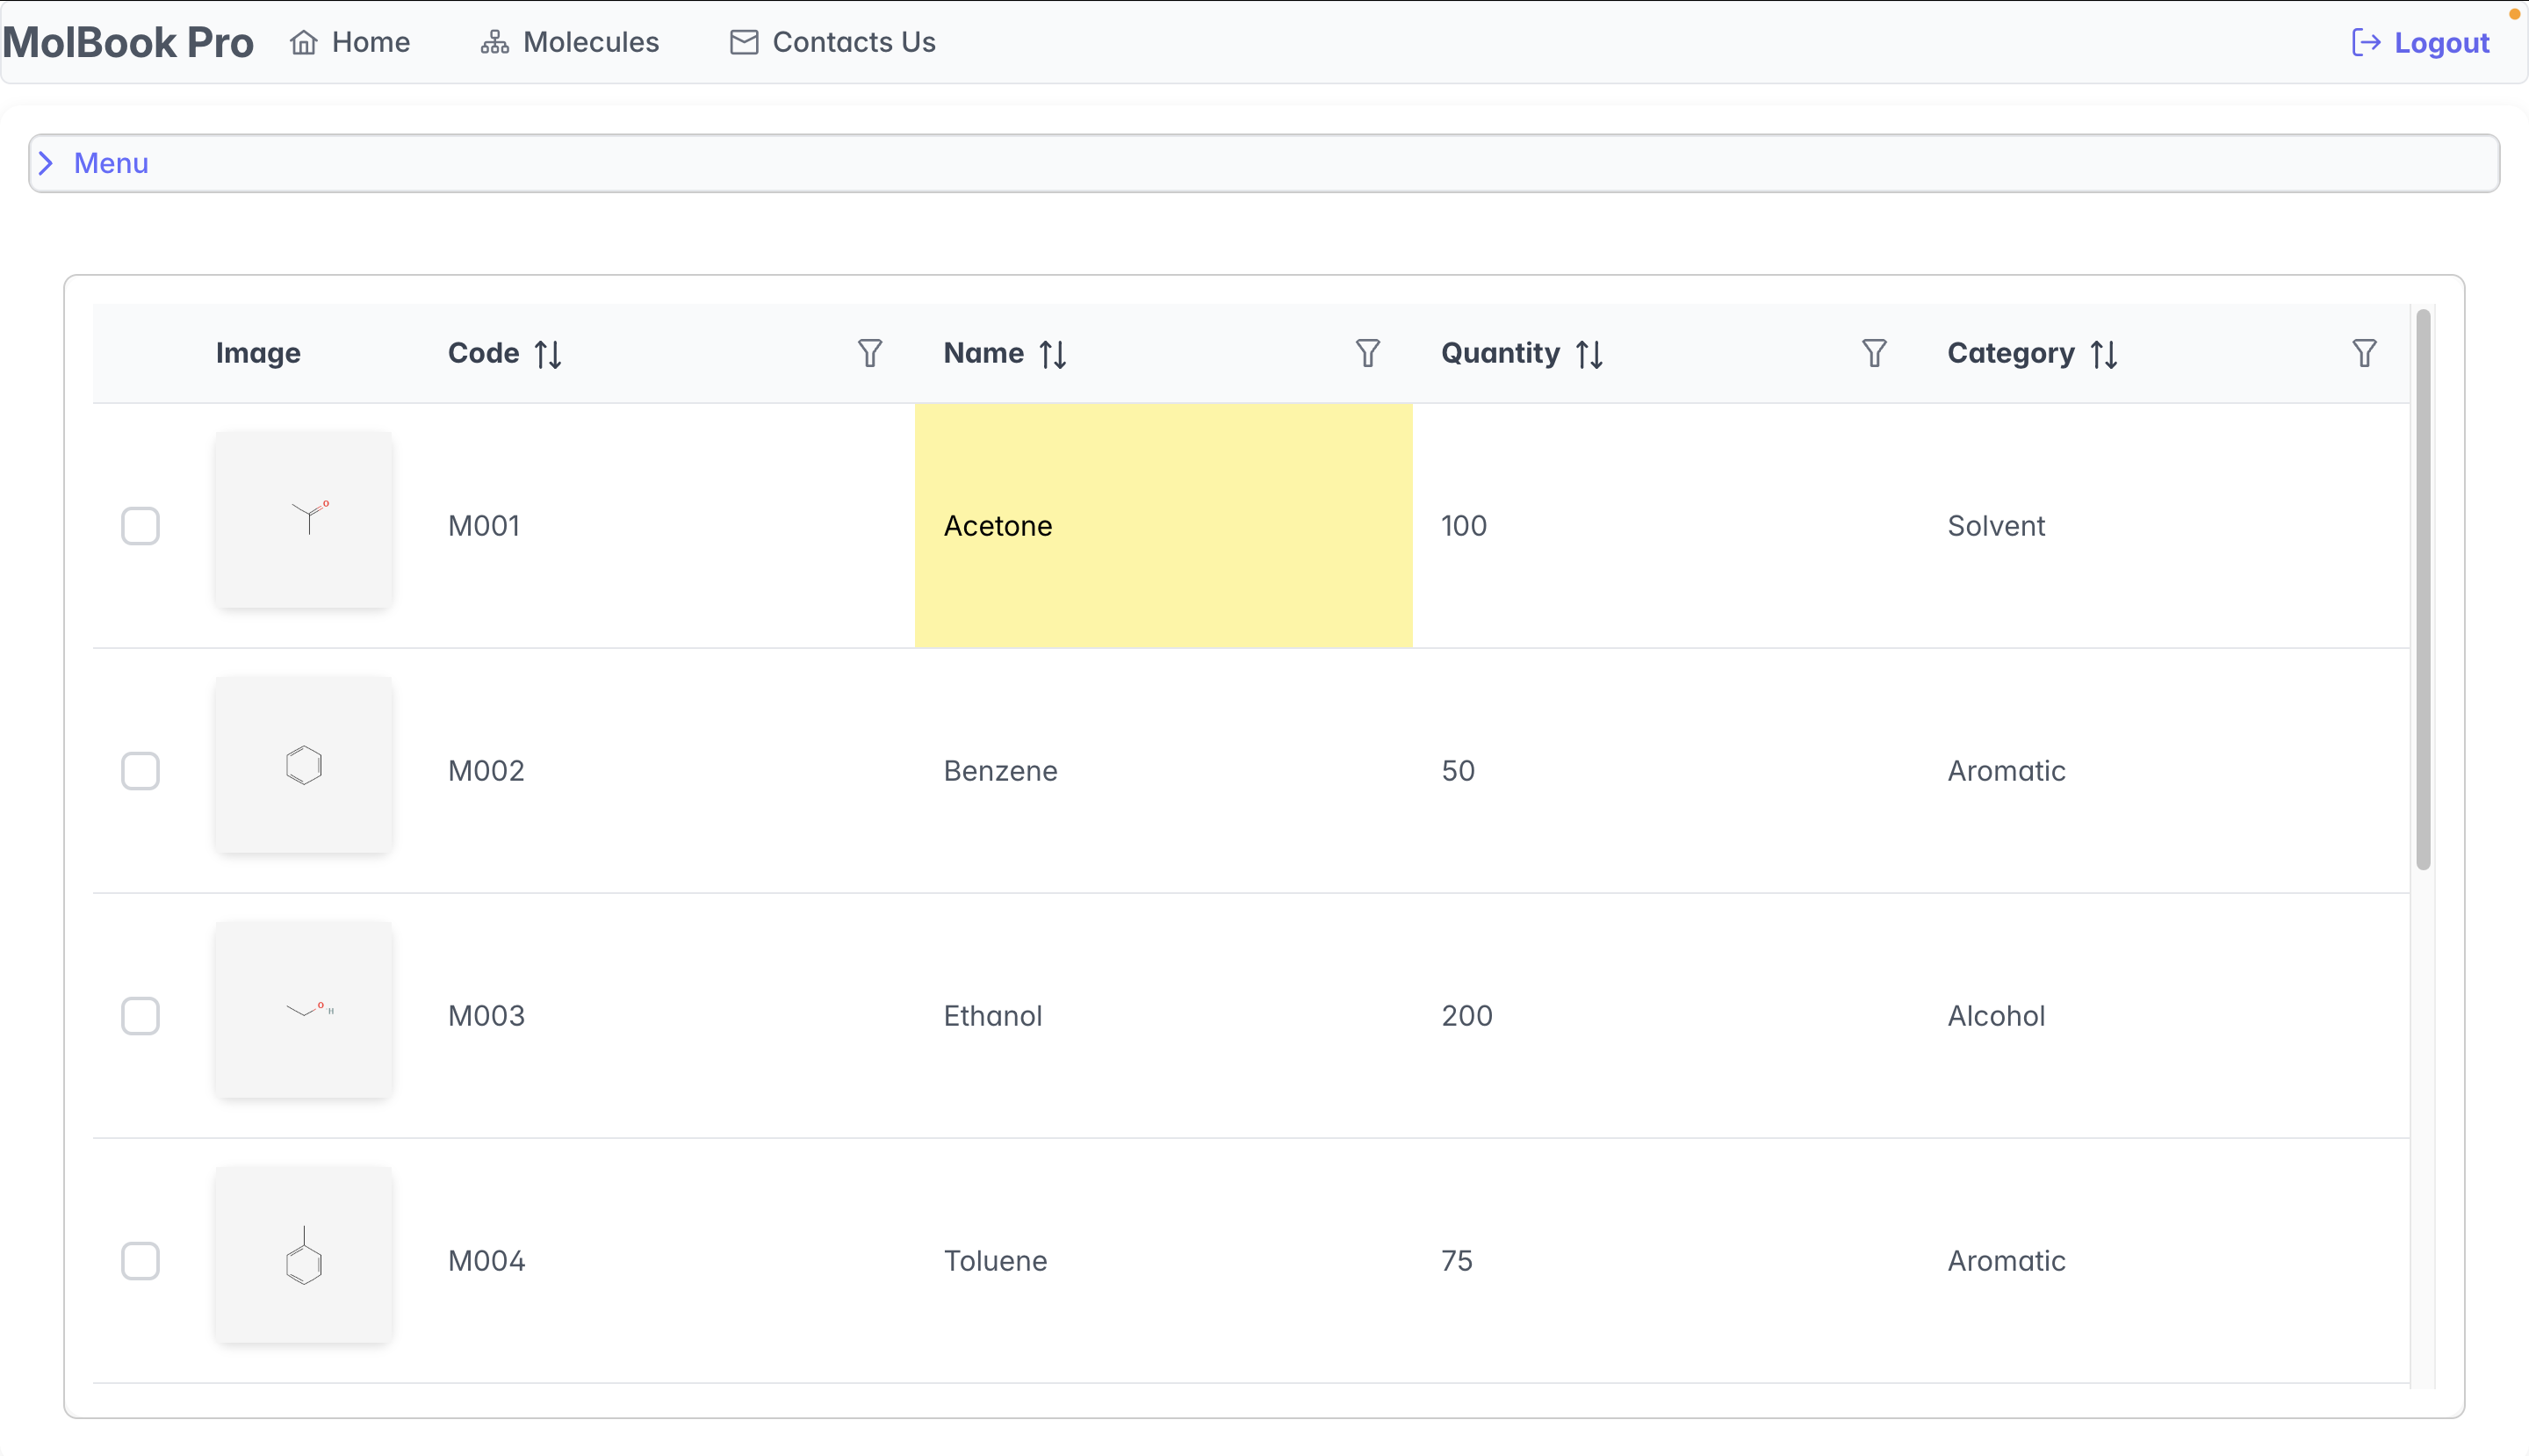 MolBook Pro Home Molecules Contacts Us Logout
Menu
Image Code Name Quantity Category
O
M001 Acetone 100 Solvent
M002 Benzene 50 Aromatic
O H
M003 Ethanol 200 Alcohol
M004 Toluene 75 Aromatic